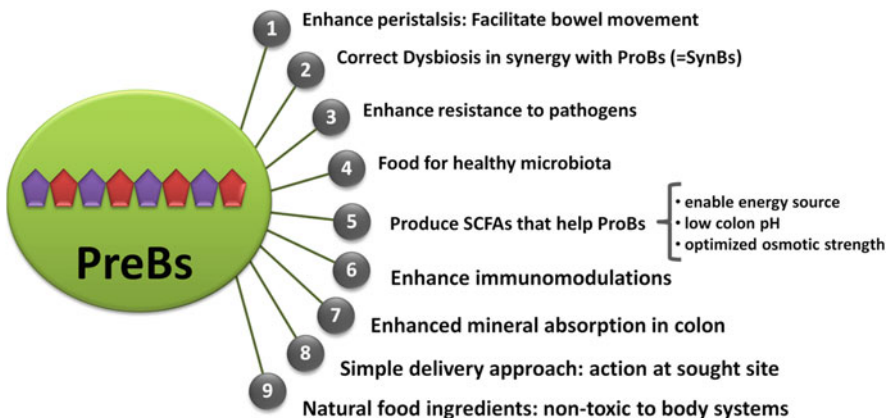 1 Enhance peristalsis: Facilitate bowel movement
2 Correct Dysbiosis in synergy with ProBs (=SynBs)
3 Enhance resistance to pathogens
4 Food for healthy microbiota
5 Produce SCFAs that help ProBs
• enable energy source
• low colon pH
• optimized osmotic strength
PreBs
6 Enhance immunomodulations
7 Enhanced mineral absorption in colon
8 Simple delivery approach: action at sought site
9 Natural food ingredients: non-toxic to body systems